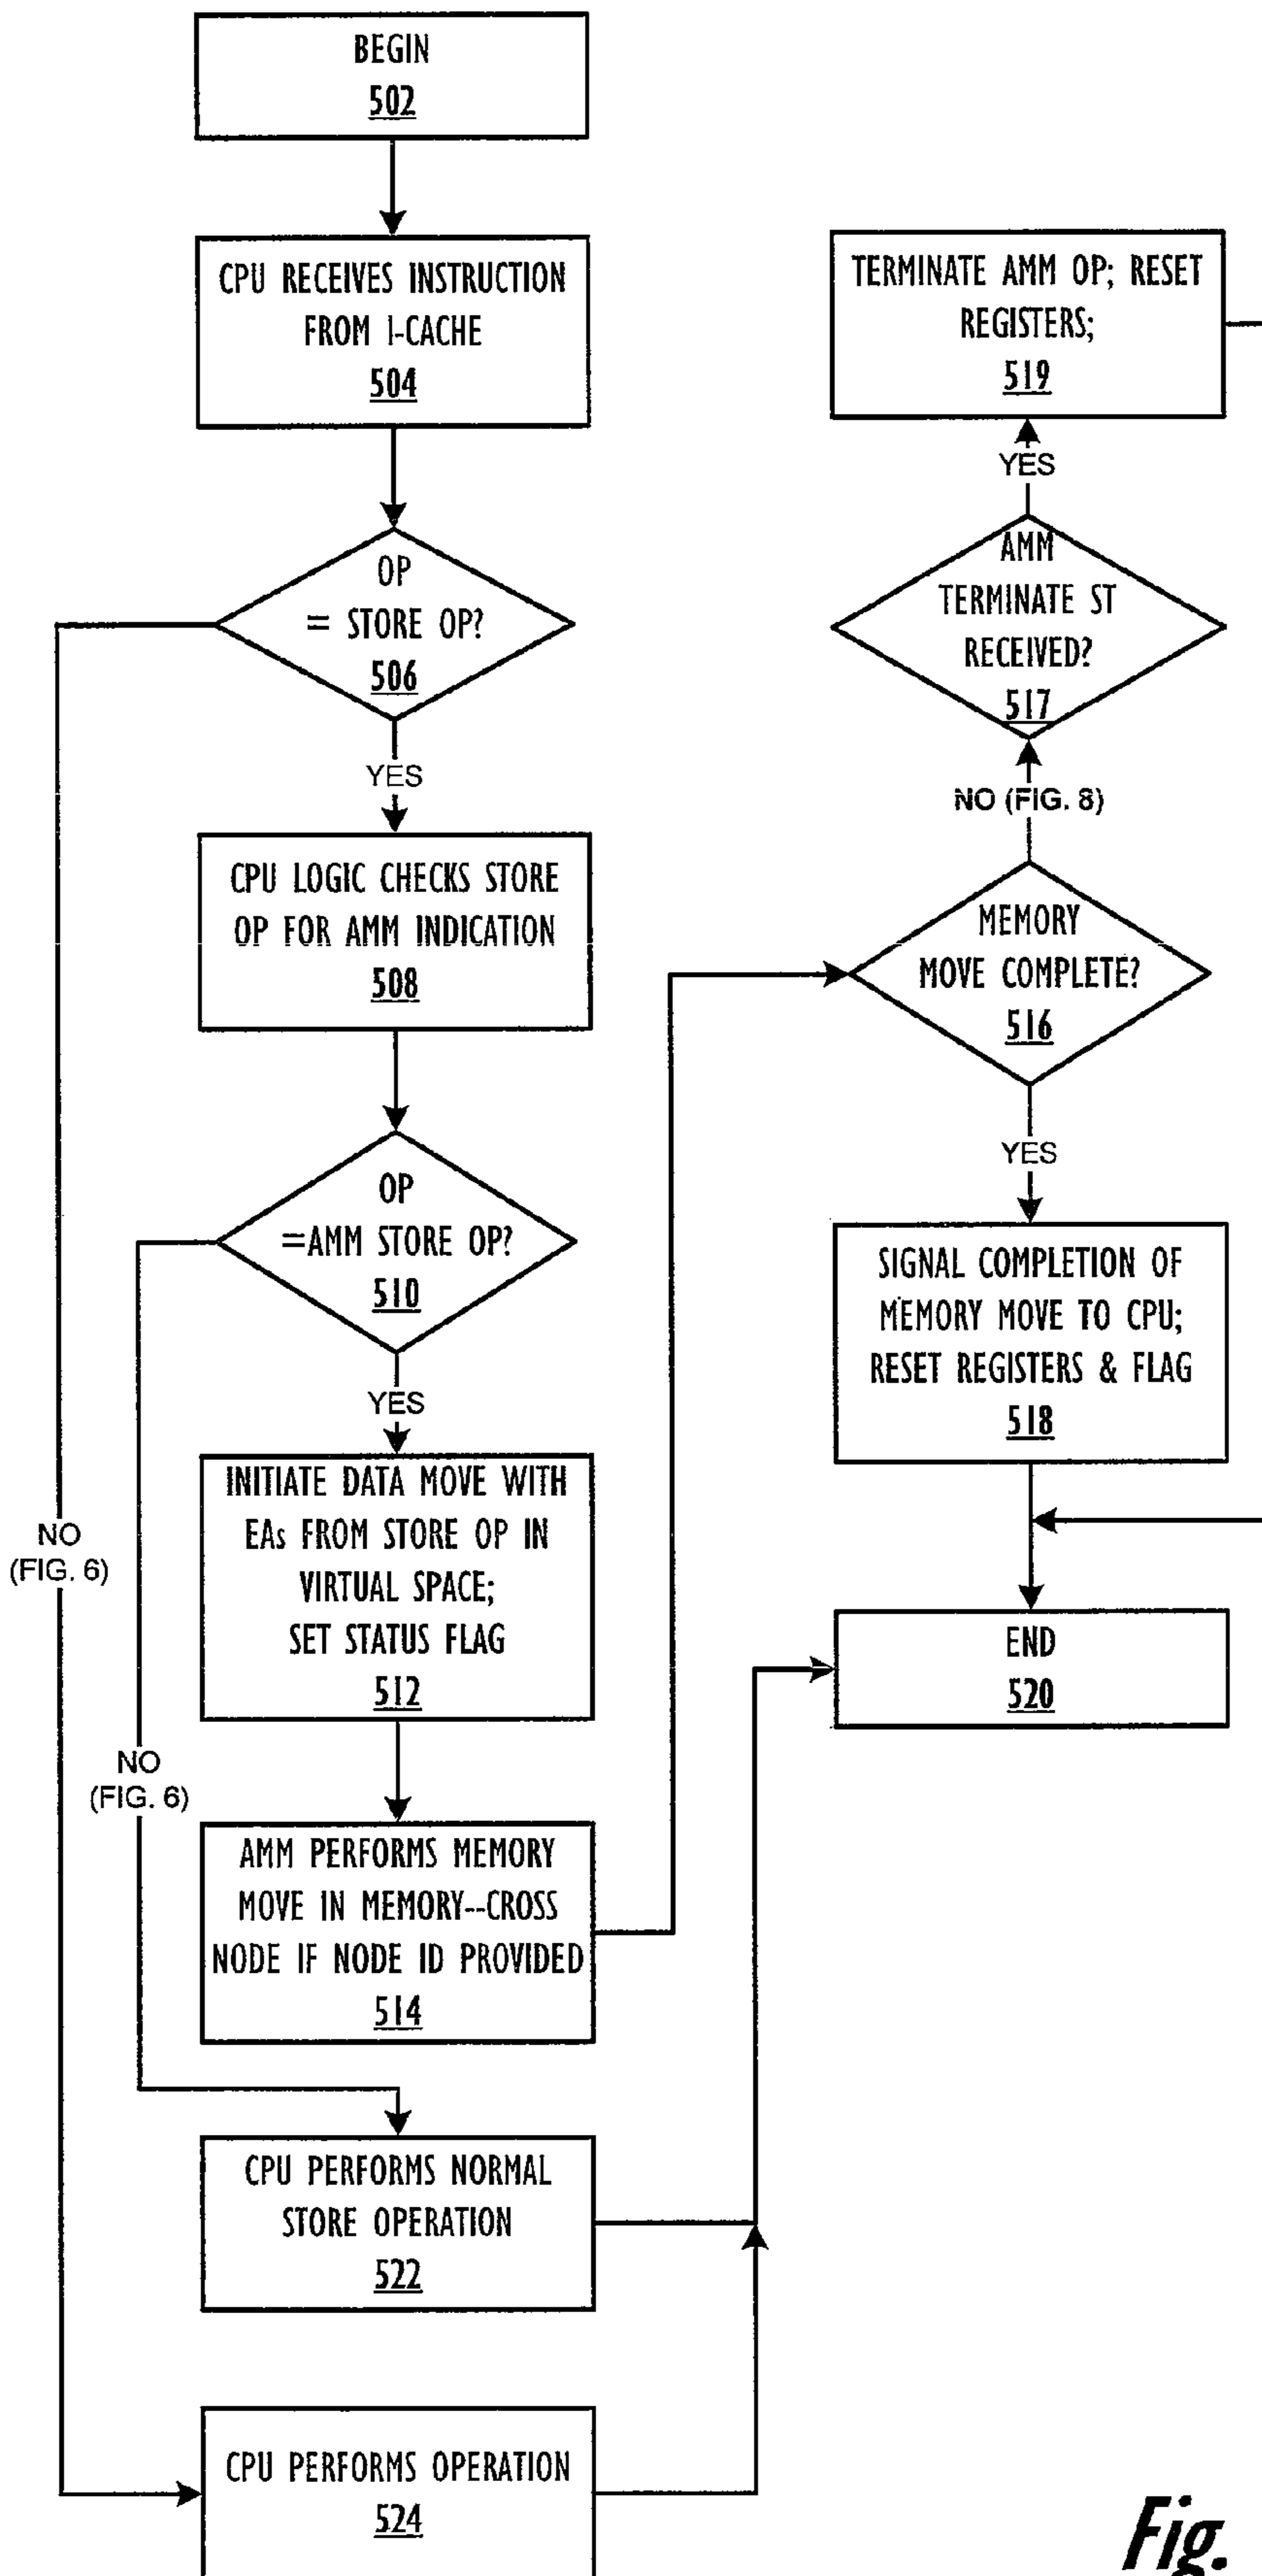 BEGIN
502
CPU RECEIVES INSTRUCTION
FROM I-CACHE
504
OP
= STORE OP?
506
YES
CPU LOGIC CHECKS STORE
OP FOR AMM INDICATION
508
OP
=AMM STORE OP?
510
YES
INITIATE DATA MOVE WITH
EAs FROM STORE OP IN
VIRTUAL SPACE;
SET STATUS FLAG
512
NO
(FIG. 6)
NO
(FIG. 6)
AMM PERFORMS MEMORY
MOVE IN MEMORY--CROSS
NODE IF NODE ID PROVIDED
514
CPU PERFORMS NORMAL
STORE OPERATION
522
CPU PERFORMS OPERATION
524
TERMINATE AMM OP; RESET
REGISTERS;
519
YES
AMM
TERMINATE ST
RECEIVED?
517
NO (FIG. 8)
MEMORY
MOVE COMPLETE?
516
YES
SIGNAL COMPLETION OF
MEMORY MOVE TO CPU;
RESET REGISTERS & FLAG
518
END
520
Fig.